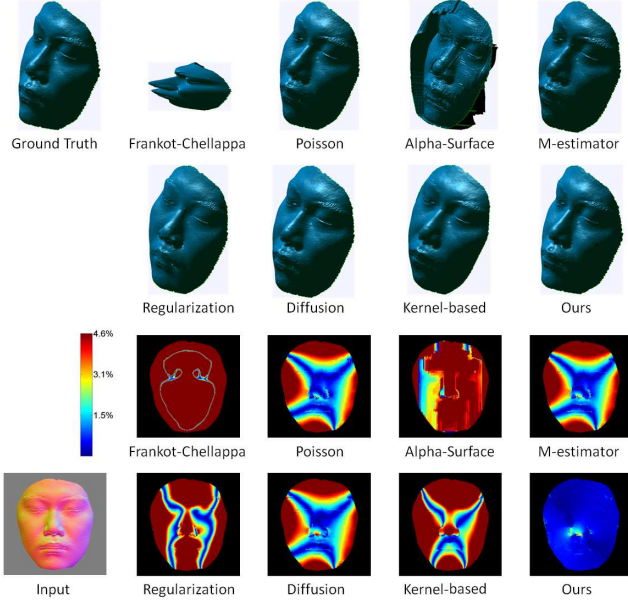 Ground Truth
Frankot-Chellappa
Poisson
Alpha-Surface
M-estimator
Regularization
Diffusion
Kernel-based
Ours
4.6%
3.1%
1.5%
Frankot-Chellappa
Poisson
Alpha-Surface
M-estimator
Input
Regularization
Diffusion
Kernel-based
Ours